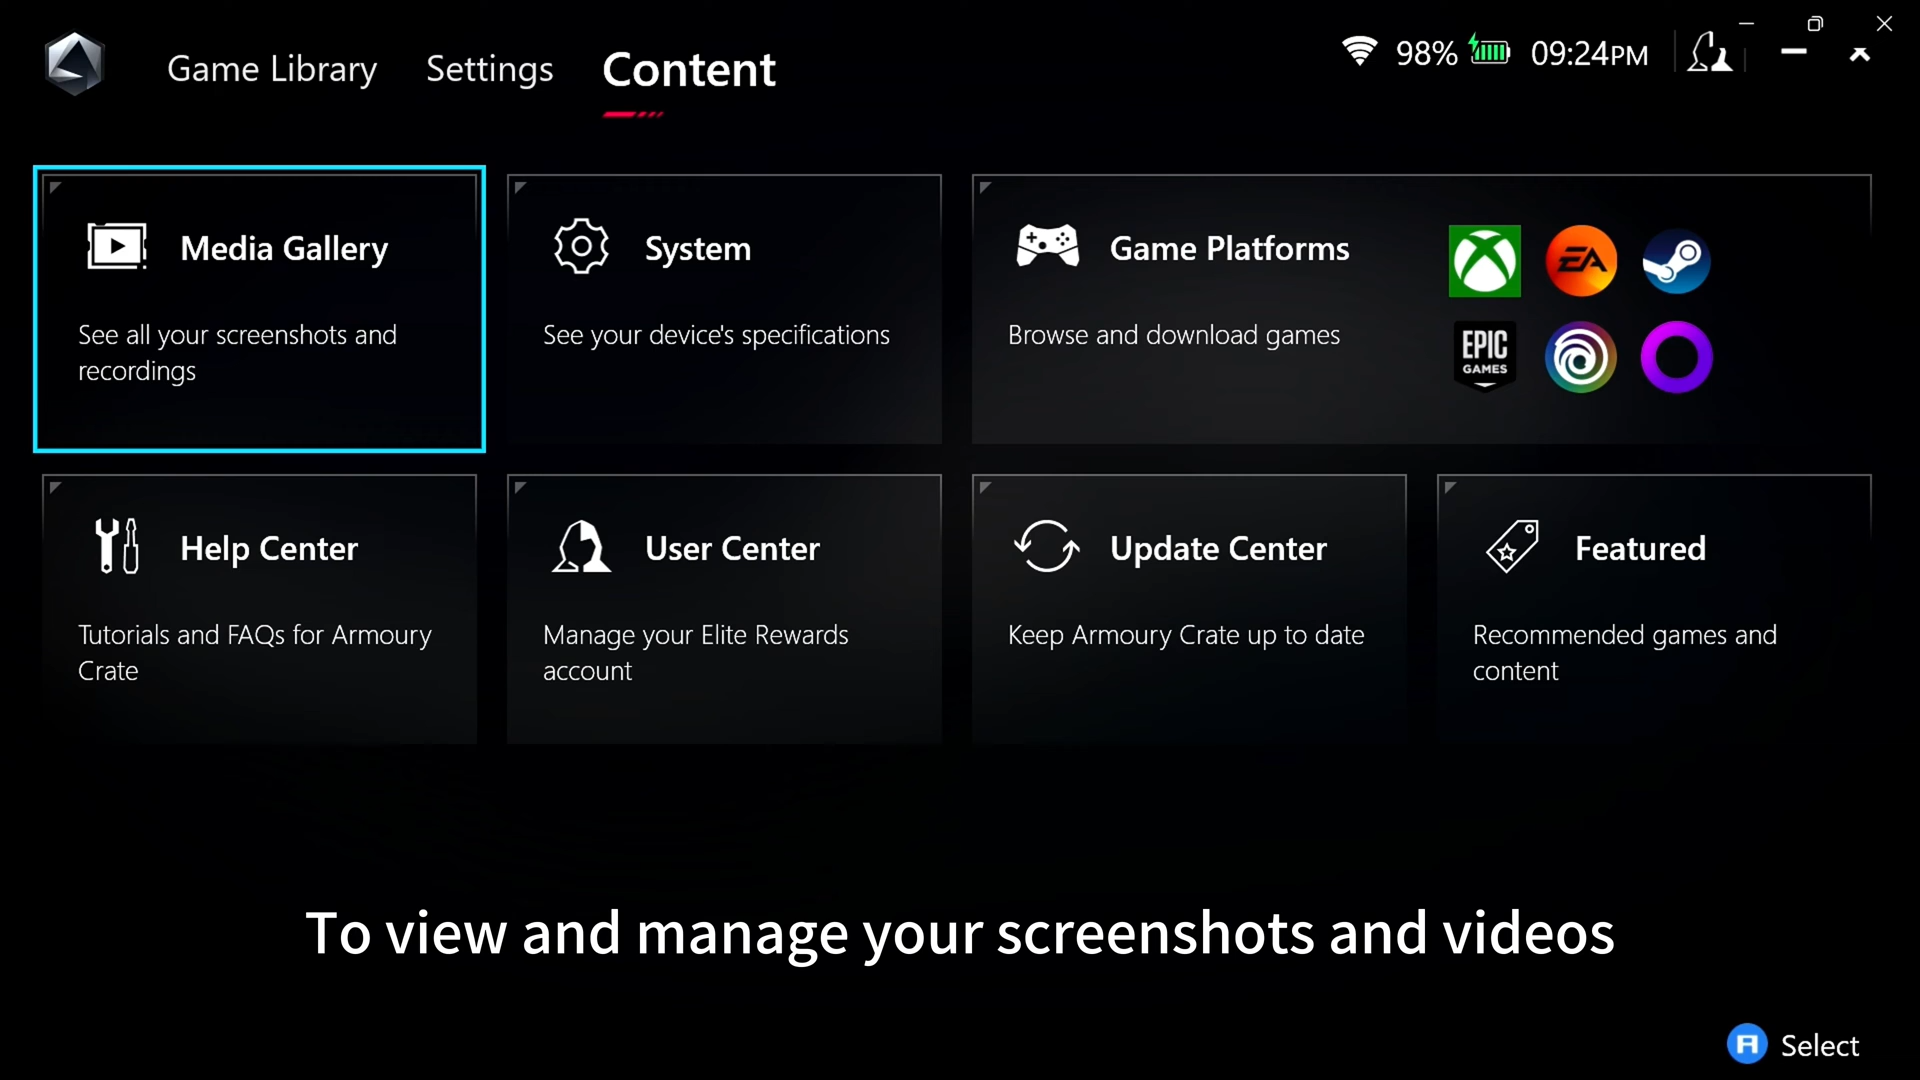 Game Library
Settings
Content
98%
09:24PM
Media Gallery
See all your screenshots and
recordings
System
See your device's specifications
Game Platforms
Browse and download games
EA
EPIC
GAMES
Help Center
Tutorials and FAQs for Armoury
Crate
User Center
Manage your Elite Rewards
account
Update Center
Keep Armoury Crate up to date
Featured
Recommended games and
content
To view and manage your screenshots and videos
A Select